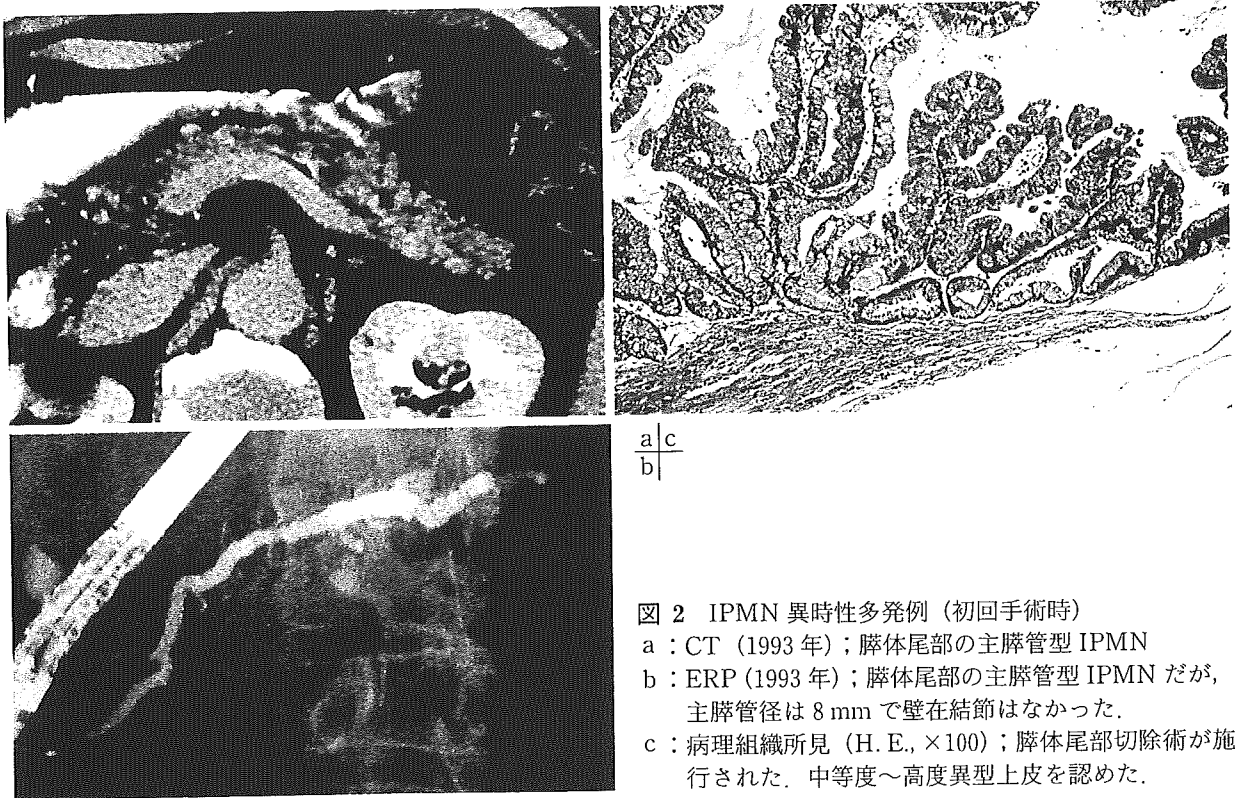 a c
b
図 2 IPMN 異時性多発例（初回手術時）
a：CT（1993 年）；膵体尾部の主膵管型 IPMN
b：ERP（1993 年）；膵体尾部の主膵管型 IPMN だが，
主膵管径は 8 mm で壁在結節はなかった．
c：病理組織所見（H. E., ×100）；膵体尾部切除術が施
行された．中等度～高度異型上皮を認めた．